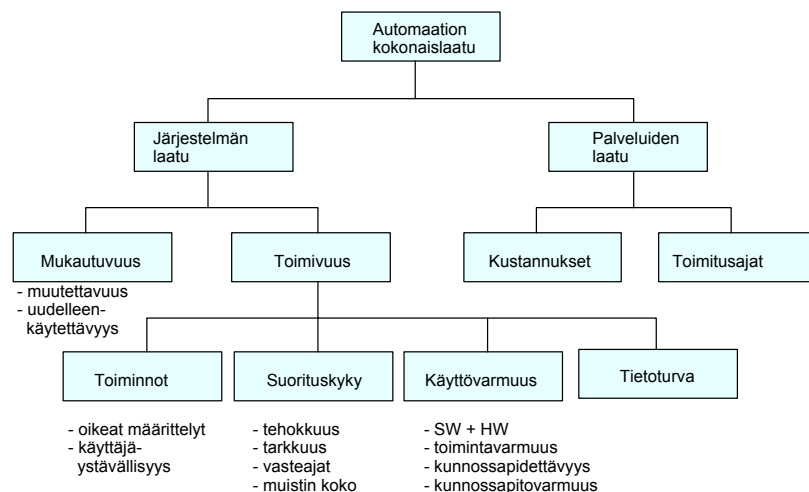 Automaation
kokonaislaatu
Järjestelmän
laatu
Palveluiden
laatu
Mukautuvuus
- muutettavuus
- uudelleen-
käytettävyys
Toimivuus
Kustannukset
Toimitusajat
Toiminnot
- oikeat määrittelyt
- käyttäjä-
ystävällisyys
Suorituskyky
- tehokkuus
- tarkkuus
- vasteajat
- muistin koko
Käyttövarmuus
- SW + HW
- toimintavarmuus
- kunnossapidettävyys
- kunnossapitovarmuus
Tietoturva